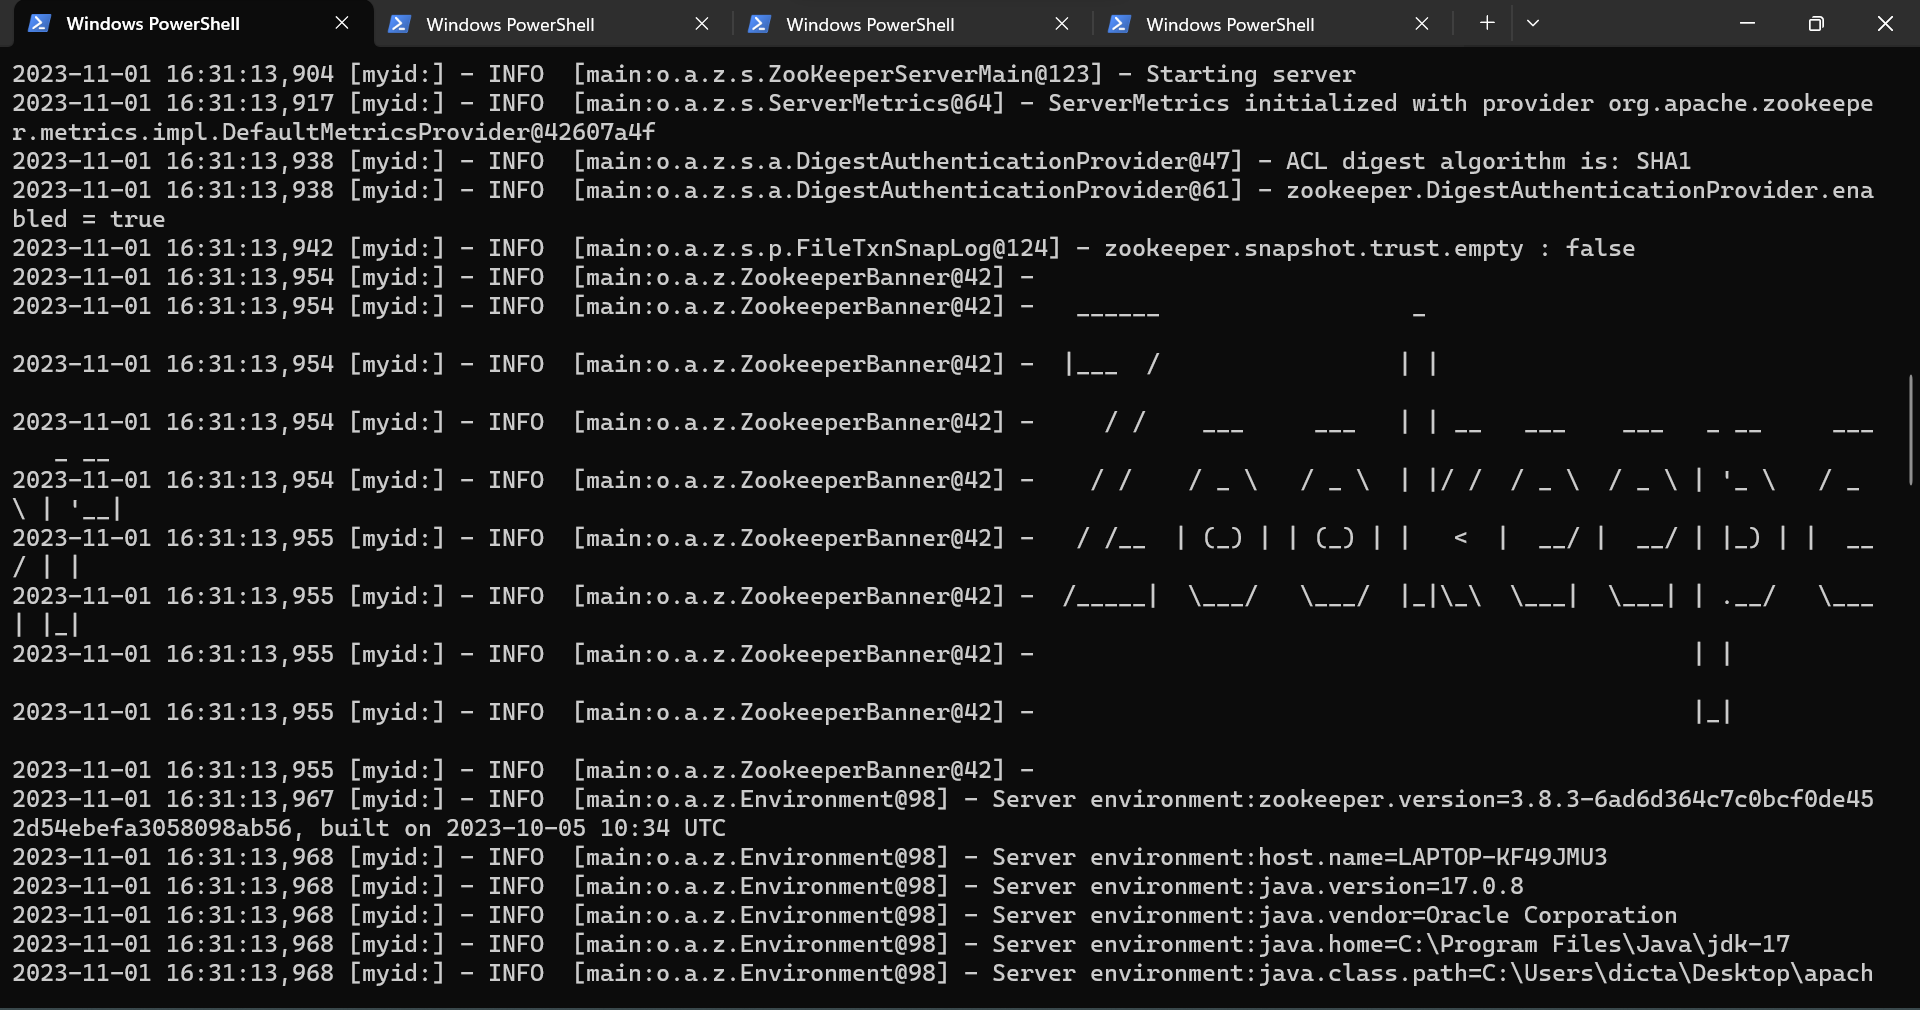 Windows PowerShell
Windows PowerShell
Windows PowerShell
Windows PowerShell
2023-11-01 16:31:13,904 [myid:] - INFO  [main:o.a.z.s.ZooKeeperServerMain@123] - Starting server
2023-11-01 16:31:13,917 [myid:] - INFO  [main:o.a.z.s.ServerMetrics@64] - ServerMetrics initialized with provider org.apache.zookeepe
r.metrics.impl.DefaultMetricsProvider@42607a4f
2023-11-01 16:31:13,938 [myid:] - INFO  [main:o.a.z.s.a.DigestAuthenticationProvider@47] - ACL digest algorithm is: SHA1
2023-11-01 16:31:13,938 [myid:] - INFO  [main:o.a.z.s.a.DigestAuthenticationProvider@61] - zookeeper.DigestAuthenticationProvider.ena
bled = true
2023-11-01 16:31:13,942 [myid:] - INFO  [main:o.a.z.s.p.FileTxnSnapLog@124] - zookeeper.snapshot.trust.empty : false
2023-11-01 16:31:13,954 [myid:] - INFO  [main:o.a.z.ZookeeperBanner@42] -
2023-11-01 16:31:13,954 [myid:] - INFO  [main:o.a.z.ZookeeperBanner@42] -   ______                  _
2023-11-01 16:31:13,954 [myid:] - INFO  [main:o.a.z.ZookeeperBanner@42] -  |___  /                 | |
2023-11-01 16:31:13,954 [myid:] - INFO  [main:o.a.z.ZookeeperBanner@42] -     / /    ___     ___   | | __   ___    ___   _ __     ___
   _ __
2023-11-01 16:31:13,954 [myid:] - INFO  [main:o.a.z.ZookeeperBanner@42] -    / /    / _ \   / _ \  | |/ /  / _ \  / _ \ | '_ \   / _
\ | '__|
2023-11-01 16:31:13,955 [myid:] - INFO  [main:o.a.z.ZookeeperBanner@42] -   / /__  | (_) | | (_) | |   <  |  __/ |  __/ | |_) | |  __
/ | |
2023-11-01 16:31:13,955 [myid:] - INFO  [main:o.a.z.ZookeeperBanner@42] -  /_____|  \___/   \___/  |_|\_\  \___|  \___| | .__/   \___
| |_|
2023-11-01 16:31:13,955 [myid:] - INFO  [main:o.a.z.ZookeeperBanner@42] -                                               | |
2023-11-01 16:31:13,955 [myid:] - INFO  [main:o.a.z.ZookeeperBanner@42] -                                               |_|
2023-11-01 16:31:13,955 [myid:] - INFO  [main:o.a.z.ZookeeperBanner@42] -
2023-11-01 16:31:13,967 [myid:] - INFO  [main:o.a.z.Environment@98] - Server environment:zookeeper.version=3.8.3-6ad6d364c7c0bcf0de45
2d54ebefa3058098ab56, built on 2023-10-05 10:34 UTC
2023-11-01 16:31:13,968 [myid:] - INFO  [main:o.a.z.Environment@98] - Server environment:host.name=LAPTOP-KF49JMU3
2023-11-01 16:31:13,968 [myid:] - INFO  [main:o.a.z.Environment@98] - Server environment:java.version=17.0.8
2023-11-01 16:31:13,968 [myid:] - INFO  [main:o.a.z.Environment@98] - Server environment:java.vendor=Oracle Corporation
2023-11-01 16:31:13,968 [myid:] - INFO  [main:o.a.z.Environment@98] - Server environment:java.home=C:\Program Files\Java\jdk-17
2023-11-01 16:31:13,968 [myid:] - INFO  [main:o.a.z.Environment@98] - Server environment:java.class.path=C:\Users\dicta\Desktop\apach